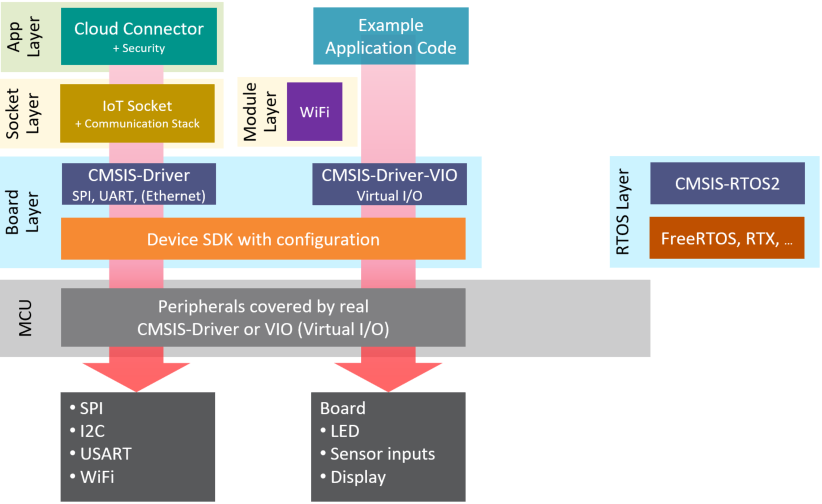 App
Layer
Cloud Connector
+ Security
Example
Application Code
Socket
Layer
IoT Socket
+ Communication Stack
Module
Layer
WiFi
Board
Layer
CMSIS-Driver
SPI, UART, (Ethernet)
CMSIS-Driver-VIO
Virtual I/O
Device SDK with configuration
RTOS Layer
CMSIS-RTOS2
FreeRTOS, RTX, ...
MCU
Peripherals covered by real
CMSIS-Driver or VIO (Virtual I/O)
• SPI
• I2C
• USART
• WiFi
Board
• LED
• Sensor inputs
• Display